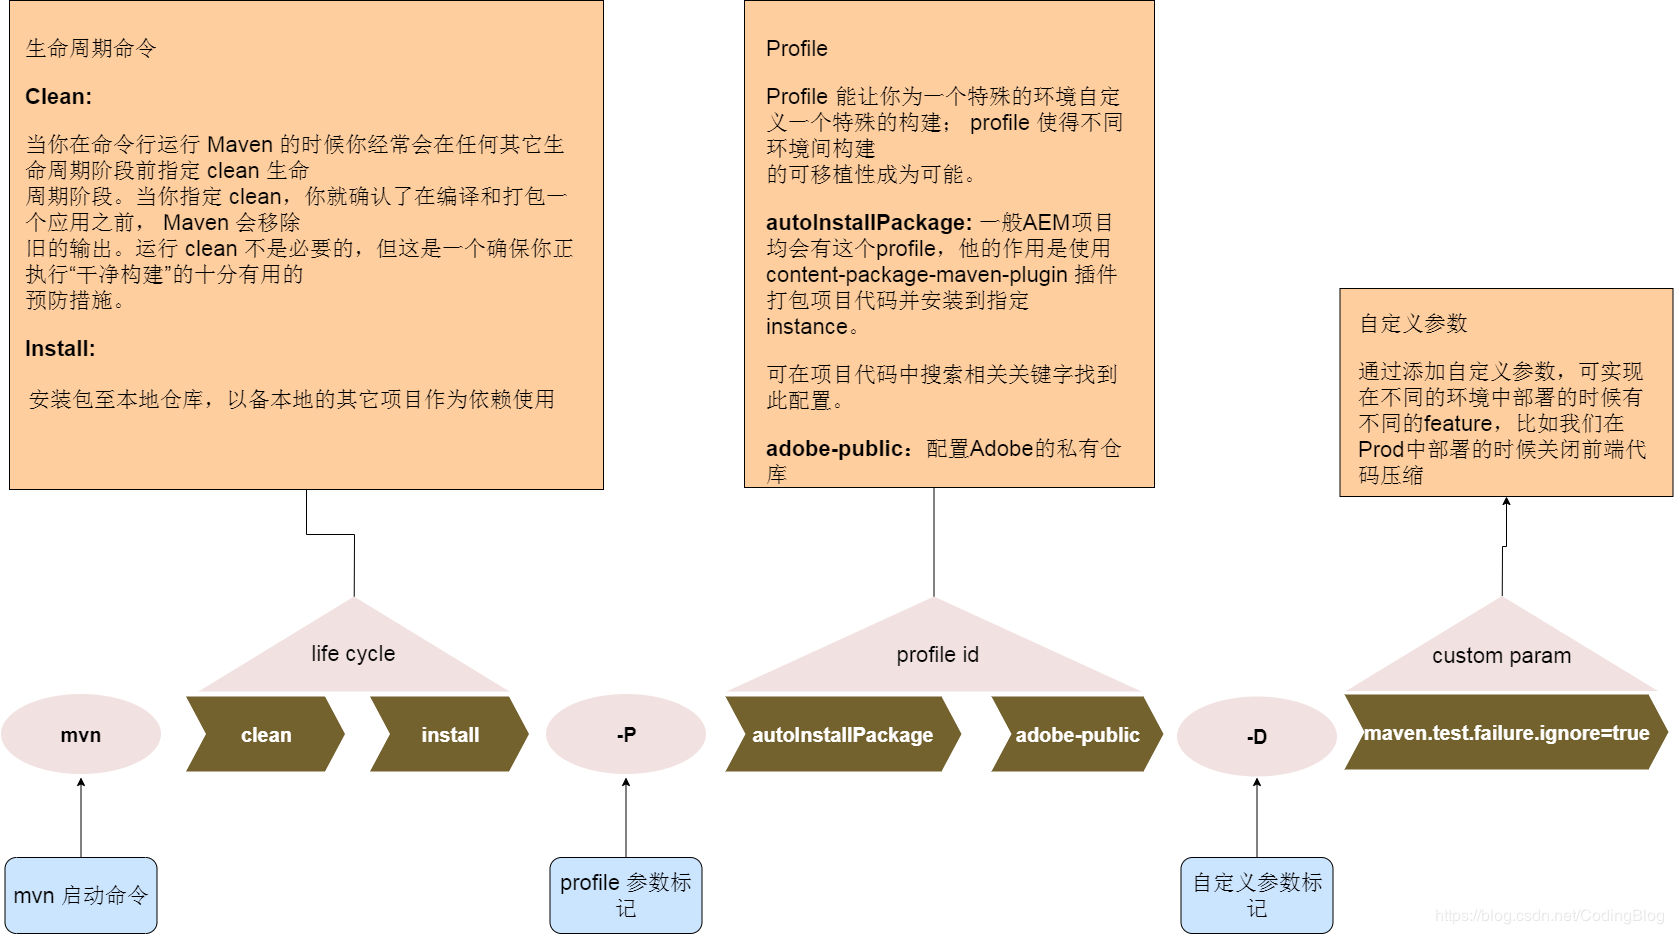 生命周期命令
Clean:
当你在命令行运行 Maven 的时候你经常会在任何其它生
命周期阶段前指定 clean 生命
周期阶段。当你指定 clean，你就确认了在编译和打包一
个应用之前， Maven 会移除
旧的输出。运行 clean 不是必要的，但这是一个确保你正
执行“干净构建”的十分有用的
预防措施。
Install:
安装包至本地仓库，以备本地的其它项目作为依赖使用
Profile
Profile 能让你为一个特殊的环境自定
义一个特殊的构建； profile 使得不同
环境间构建
的可移植性成为可能。
autoInstallPackage: 一般AEM项目
均会有这个profile，他的作用是使用
content-package-maven-plugin 插件
打包项目代码并安装到指定
instance。
可在项目代码中搜索相关关键字找到
此配置。
adobe-public：配置Adobe的私有仓
库
自定义参数
通过添加自定义参数，可实现
在不同的环境中部署的时候有
不同的feature，比如我们在
Prod中部署的时候关闭前端代
码压缩
life cycle
profile id
custom param
mvn
clean
install
-P
autoInstallPackage
adobe-public
-D
maven.test.failure.ignore=true
mvn 启动命令
profile 参数标
记
自定义参数标
记
https://blog.csdn.net/CodingBlog